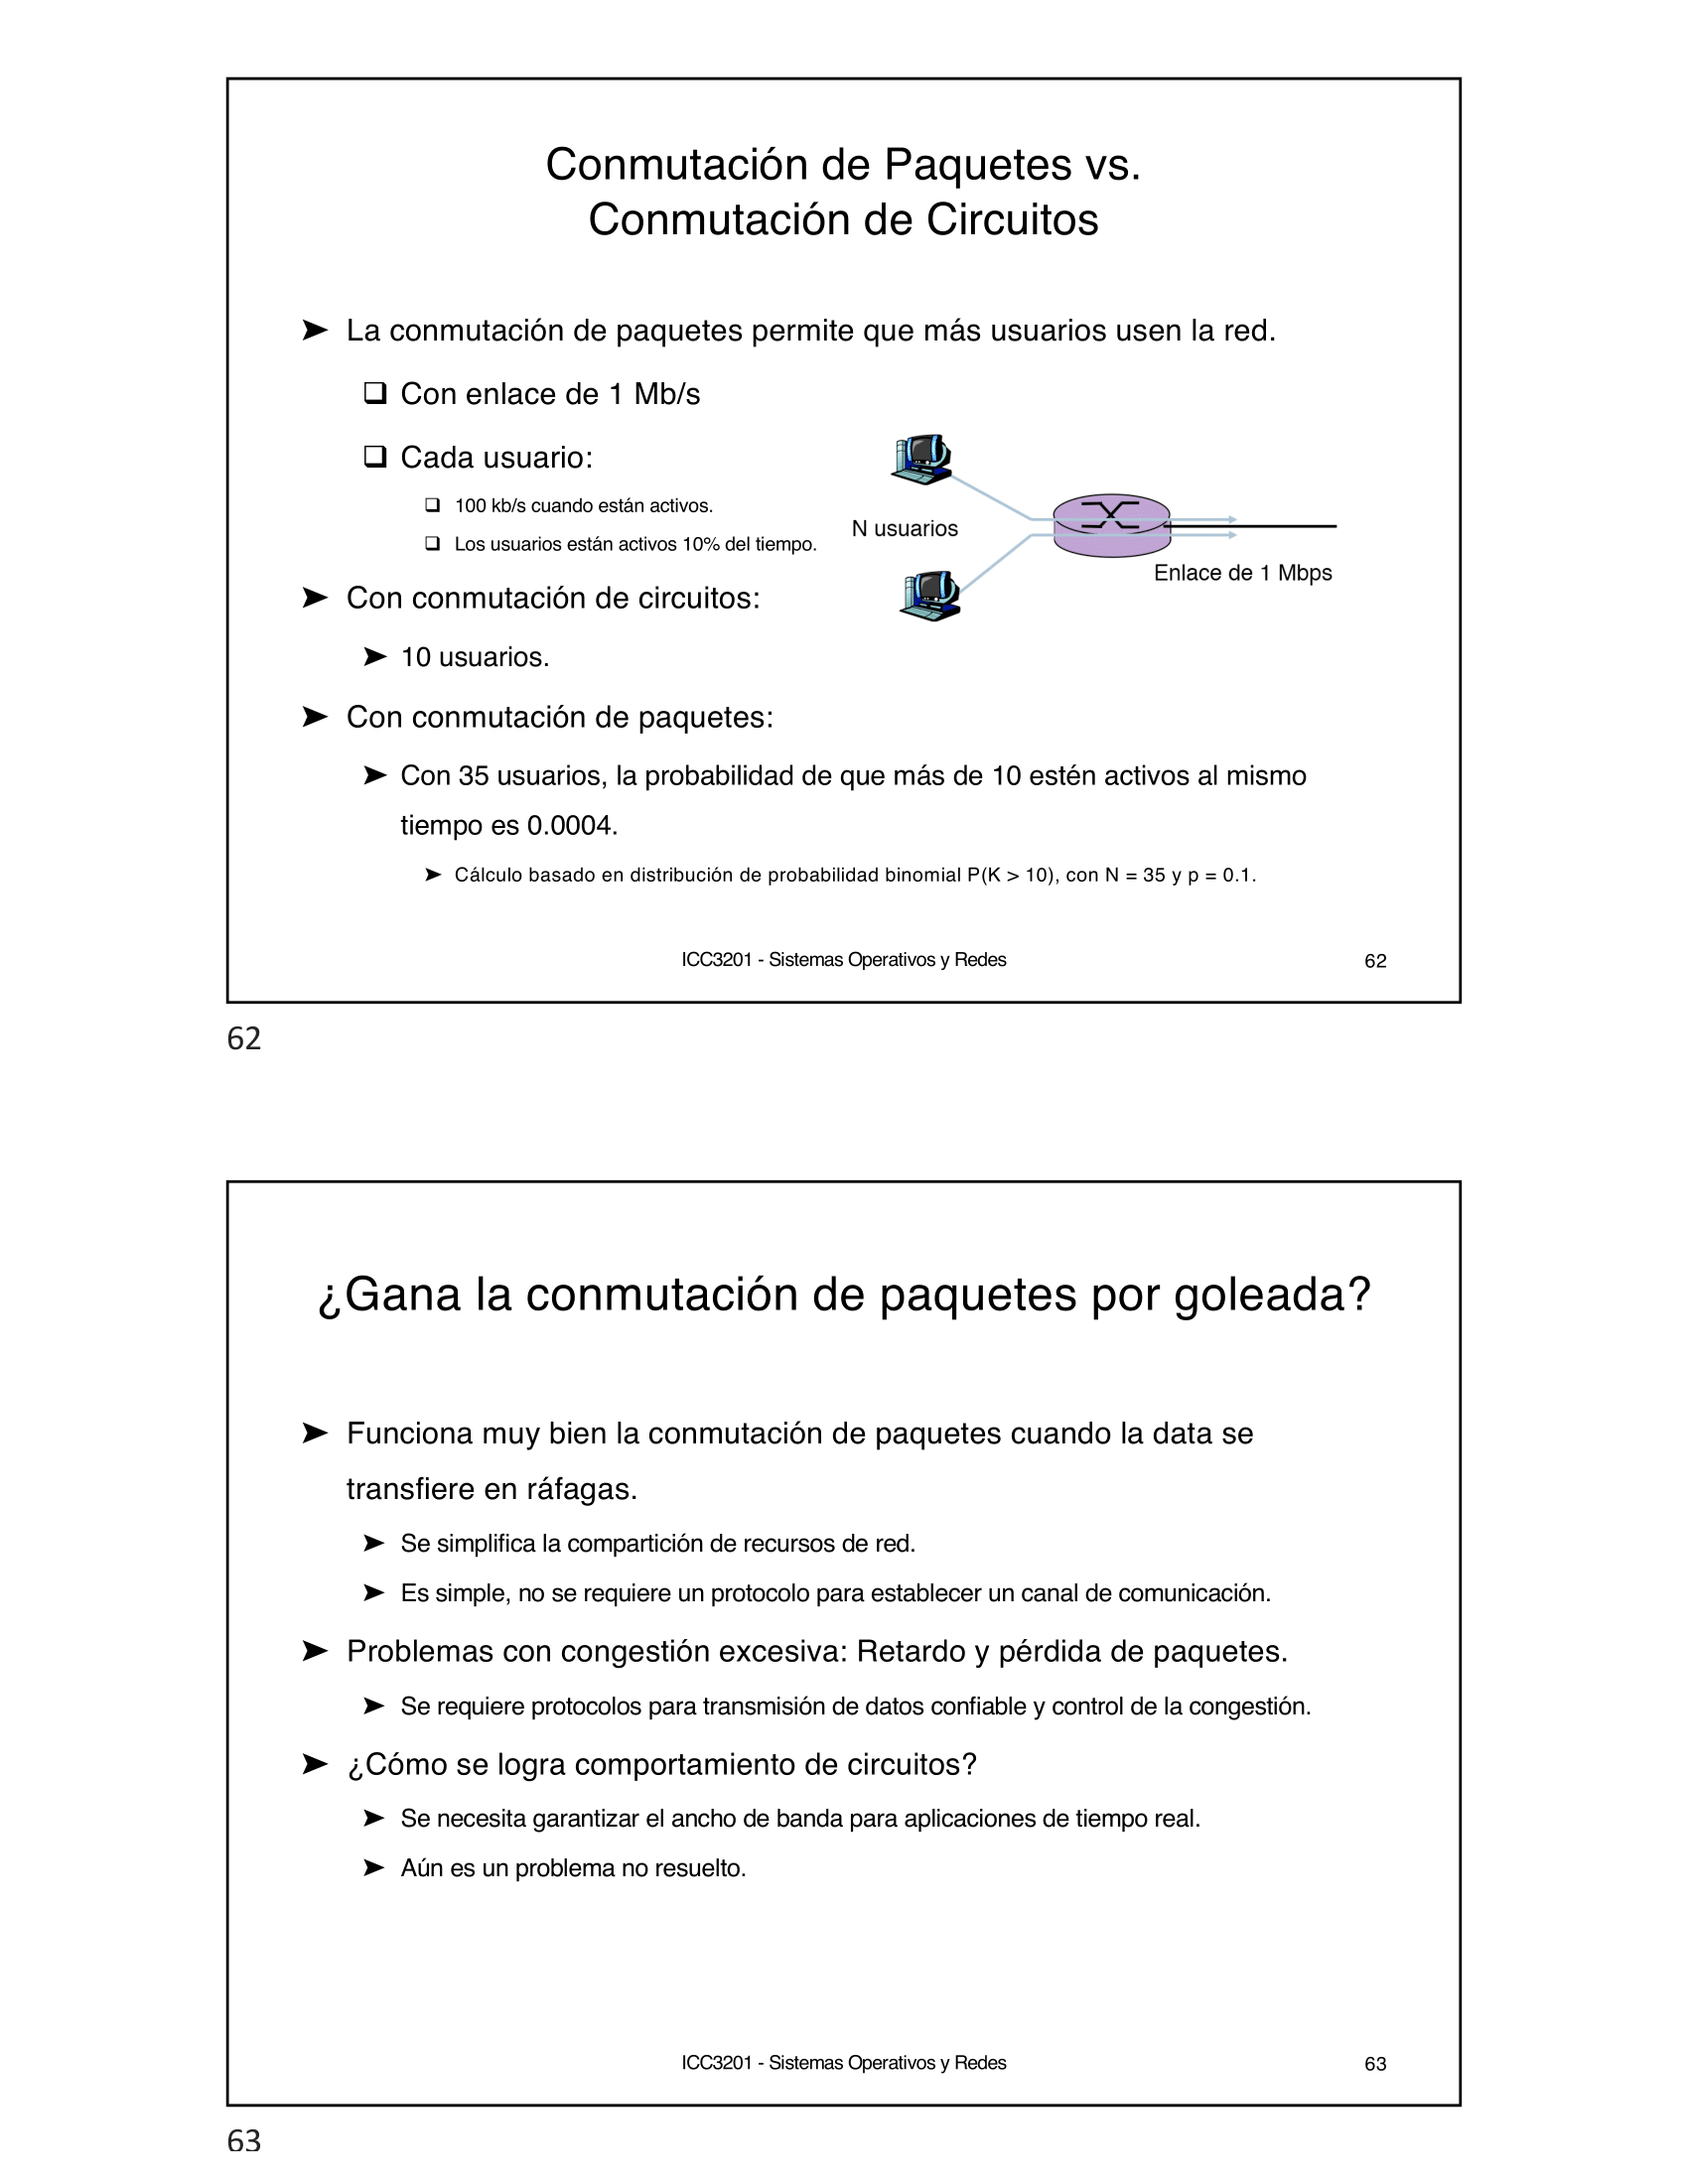 Conmutación de Paquetes vs.
Conmutación de Circuitos
➤ La conmutación de paquetes permite que más usuarios usen la red.
❑ Con enlace de 1 Mb/s
❑ Cada usuario:
❑ 100 kb/s cuando están activos.
❑ Los usuarios están activos 10% del tiempo.
N usuarios
Enlace de 1 Mbps
➤ Con conmutación de circuitos:
➤ 10 usuarios.
➤ Con conmutación de paquetes:
➤ Con 35 usuarios, la probabilidad de que más de 10 estén activos al mismo
tiempo es 0.0004.
➤ Cálculo basado en distribución de probabilidad binomial P(K > 10), con N = 35 y p = 0.1.
ICC3201 - Sistemas Operativos y Redes 62
62
¿Gana la conmutación de paquetes por goleada?
➤ Funciona muy bien la conmutación de paquetes cuando la data se
transfiere en ráfagas.
➤ Se simplifica la compartición de recursos de red.
➤ Es simple, no se requiere un protocolo para establecer un canal de comunicación.
➤ Problemas con congestión excesiva: Retardo y pérdida de paquetes.
➤ Se requiere protocolos para transmisión de datos confiable y control de la congestión.
➤ ¿Cómo se logra comportamiento de circuitos?
➤ Se necesita garantizar el ancho de banda para aplicaciones de tiempo real.
➤ Aún es un problema no resuelto.
ICC3201 - Sistemas Operativos y Redes 63
63